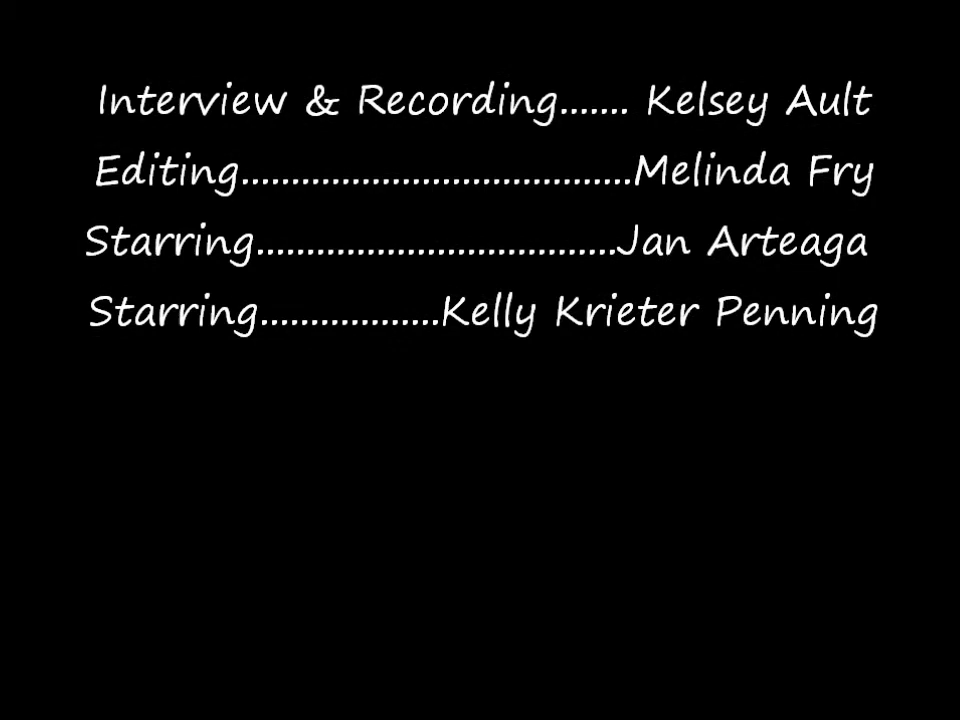 Interview & Recording....... Kelsey Ault
Editing.......................................Melinda Fry
Starring....................................Jan Arteaga
Starring..................Kelly Krieter Penning